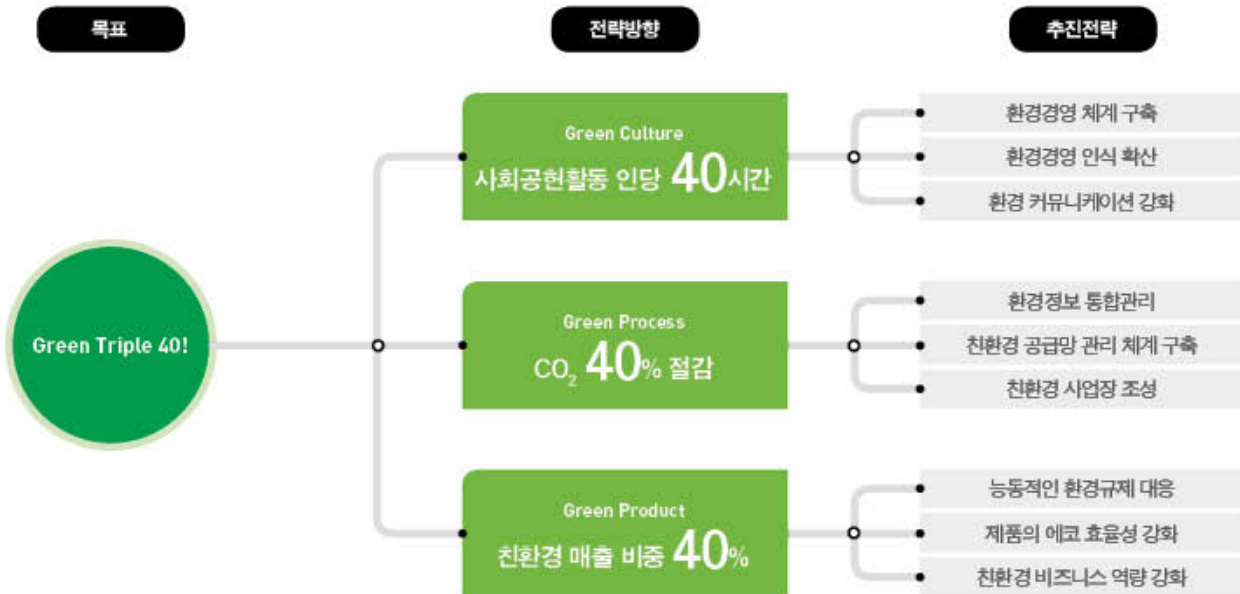 목표
전략방향
추진전략
Green Triple 40!
Green Culture
사회공헌활동 인당 40시간
환경경영 체계 구축
환경경영 인식 확산
환경 커뮤니케이션 강화
Green Process
CO₂ 40% 절감
환경정보 통합관리
친환경 공급망 관리 체계 구축
친환경 사업장 조성
Green Product
친환경 매출 비중 40%
능동적인 환경규제 대응
제품의 에코 효율성 강화
친환경 비즈니스 역량 강화